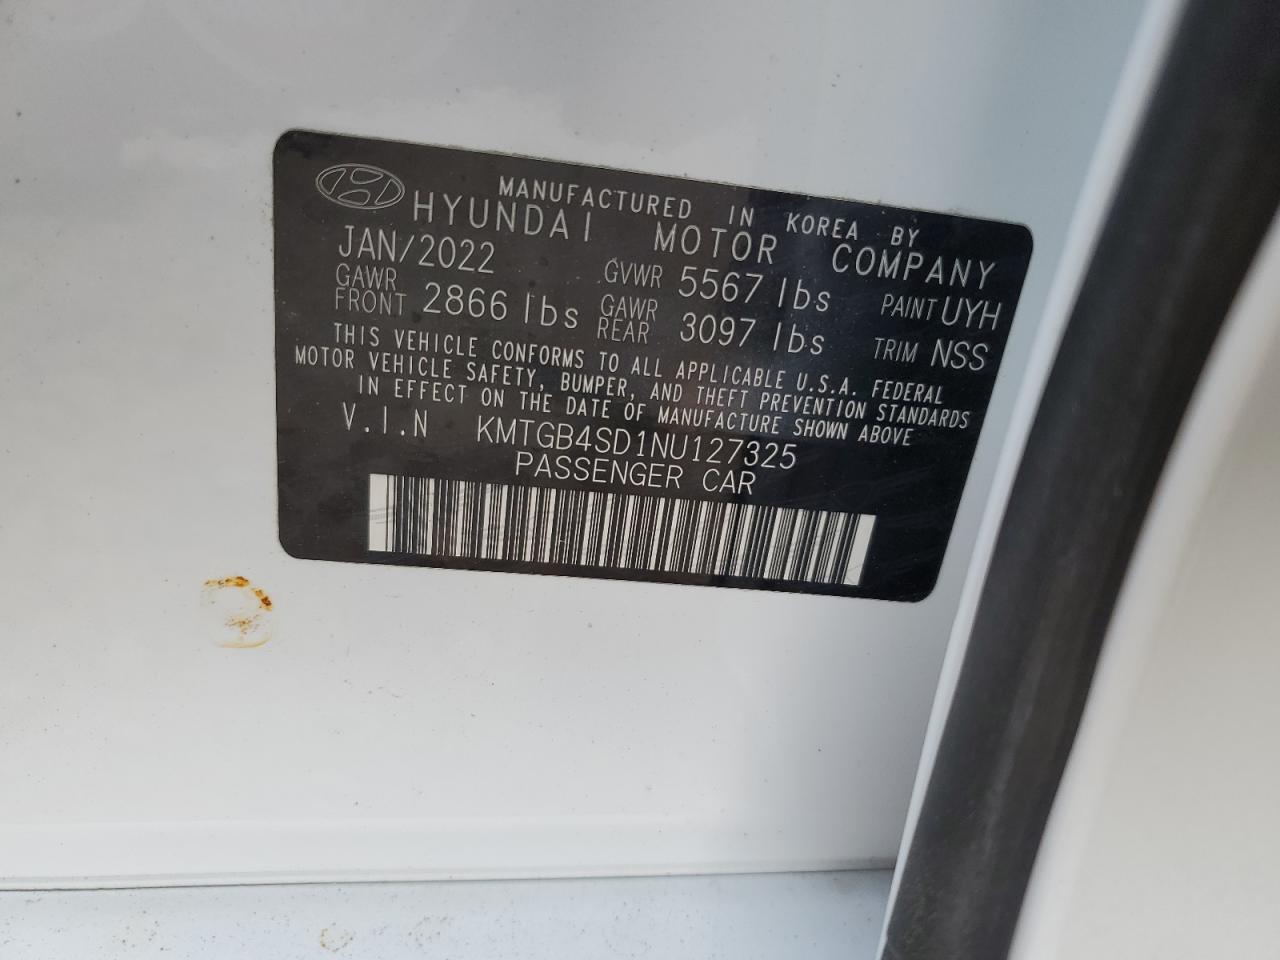 MANUFACTURED IN KOREA BY
HYUNDAI MOTOR COMPANY
JAN/2022 GVWR 5567 lbs PAINT UYH
GAWR FRONT 2866 lbs GAWR REAR 3097 lbs TRIM NSS
THIS VEHICLE CONFORMS TO ALL APPLICABLE U.S.A. FEDERAL
MOTOR VEHICLE SAFETY, BUMPER, AND THEFT PREVENTION STANDARDS
IN EFFECT ON THE DATE OF MANUFACTURE SHOWN ABOVE
V.I.N KMTGB4SD1NU127325
PASSENGER CAR